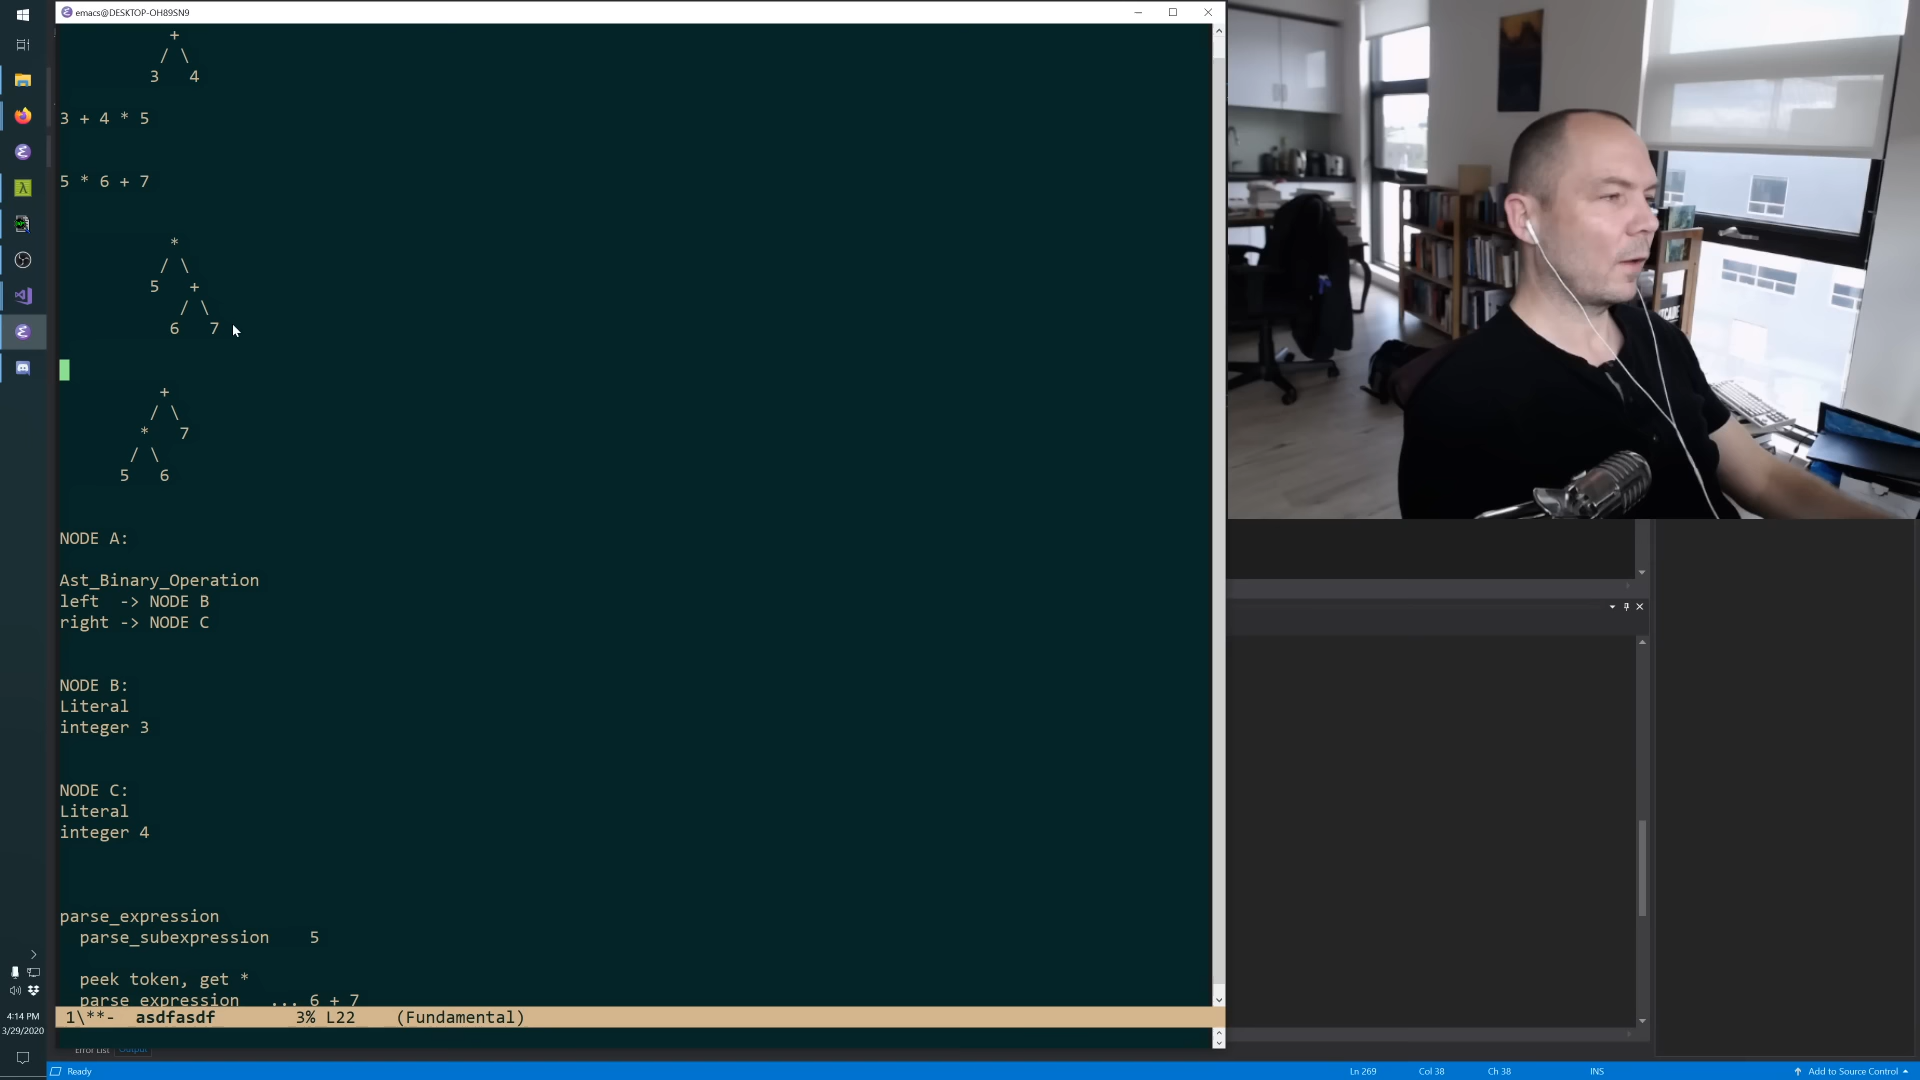 emacs@DESKTOP-OH89SN9
+
/ \
3 4
3 + 4 * 5
5 * 6 + 7
*
/ \
5 +
/ \
6 7
+
/ \
* 7
/ \
5 6
NODE A:
Ast_Binary_Operation
left -> NODE B
right -> NODE C
NODE B:
Literal
integer 3
NODE C:
Literal
integer 4
parse_expression
parse_subexpression 5
peek token, get *
parse_expression ... 6 + 7
1\**- asdfasdf 3% L22 (Fundamental)
4:14 PM
3/29/2020
Error List Output
Ready Ln 269 Col 38 Ch 38 INS Add to Source Control